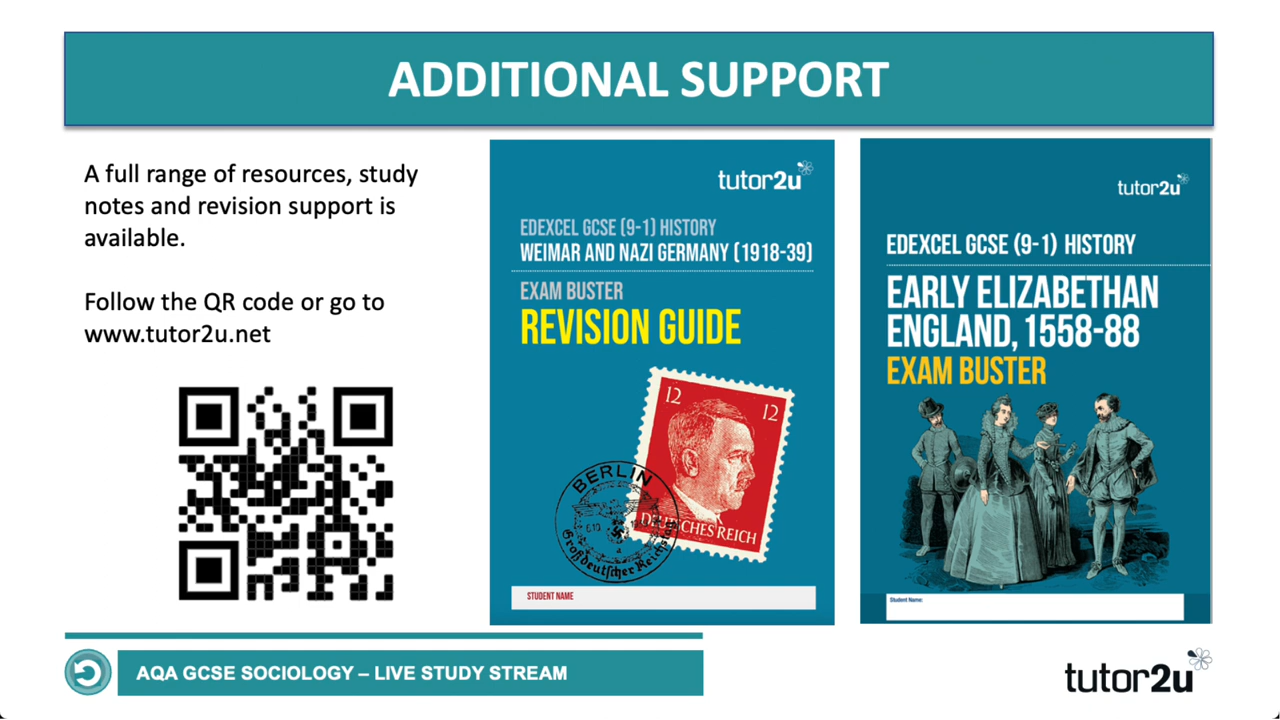 ADDITIONAL SUPPORT
A full range of resources, study
notes and revision support is
available.
Follow the QR code or go to
www.tutor2u.net
tutor2u
EDEXCEL GCSE (9-1) HISTORY
WEIMAR AND NAZI GERMANY (1918-39)
EXAM BUSTER
REVISION GUIDE
12
12
DEUTSCHES REICH
BERLIN
Großdeutscher Reichstag
STUDENT NAME
tutor2u
EDEXCEL GCSE (9-1) HISTORY
EARLY ELIZABETHAN
ENGLAND, 1558-88
EXAM BUSTER
Student Name:
AQA GCSE SOCIOLOGY – LIVE STUDY STREAM
tutor2u